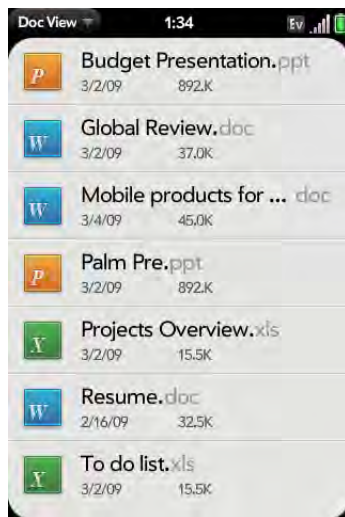 Doc View 1:34 Ev
P Budget Presentation.ppt
3/2/09 892.K
W Global Review.doc
3/2/09 37.0K
W Mobile products for ... doc
3/4/09 45.0K
P Palm Pre.ppt
3/2/09 892.K
X Projects Overview.xls
3/2/09 15.5K
W Resume.doc
2/16/09 32.5K
X To do list.xls
3/2/09 15.5K